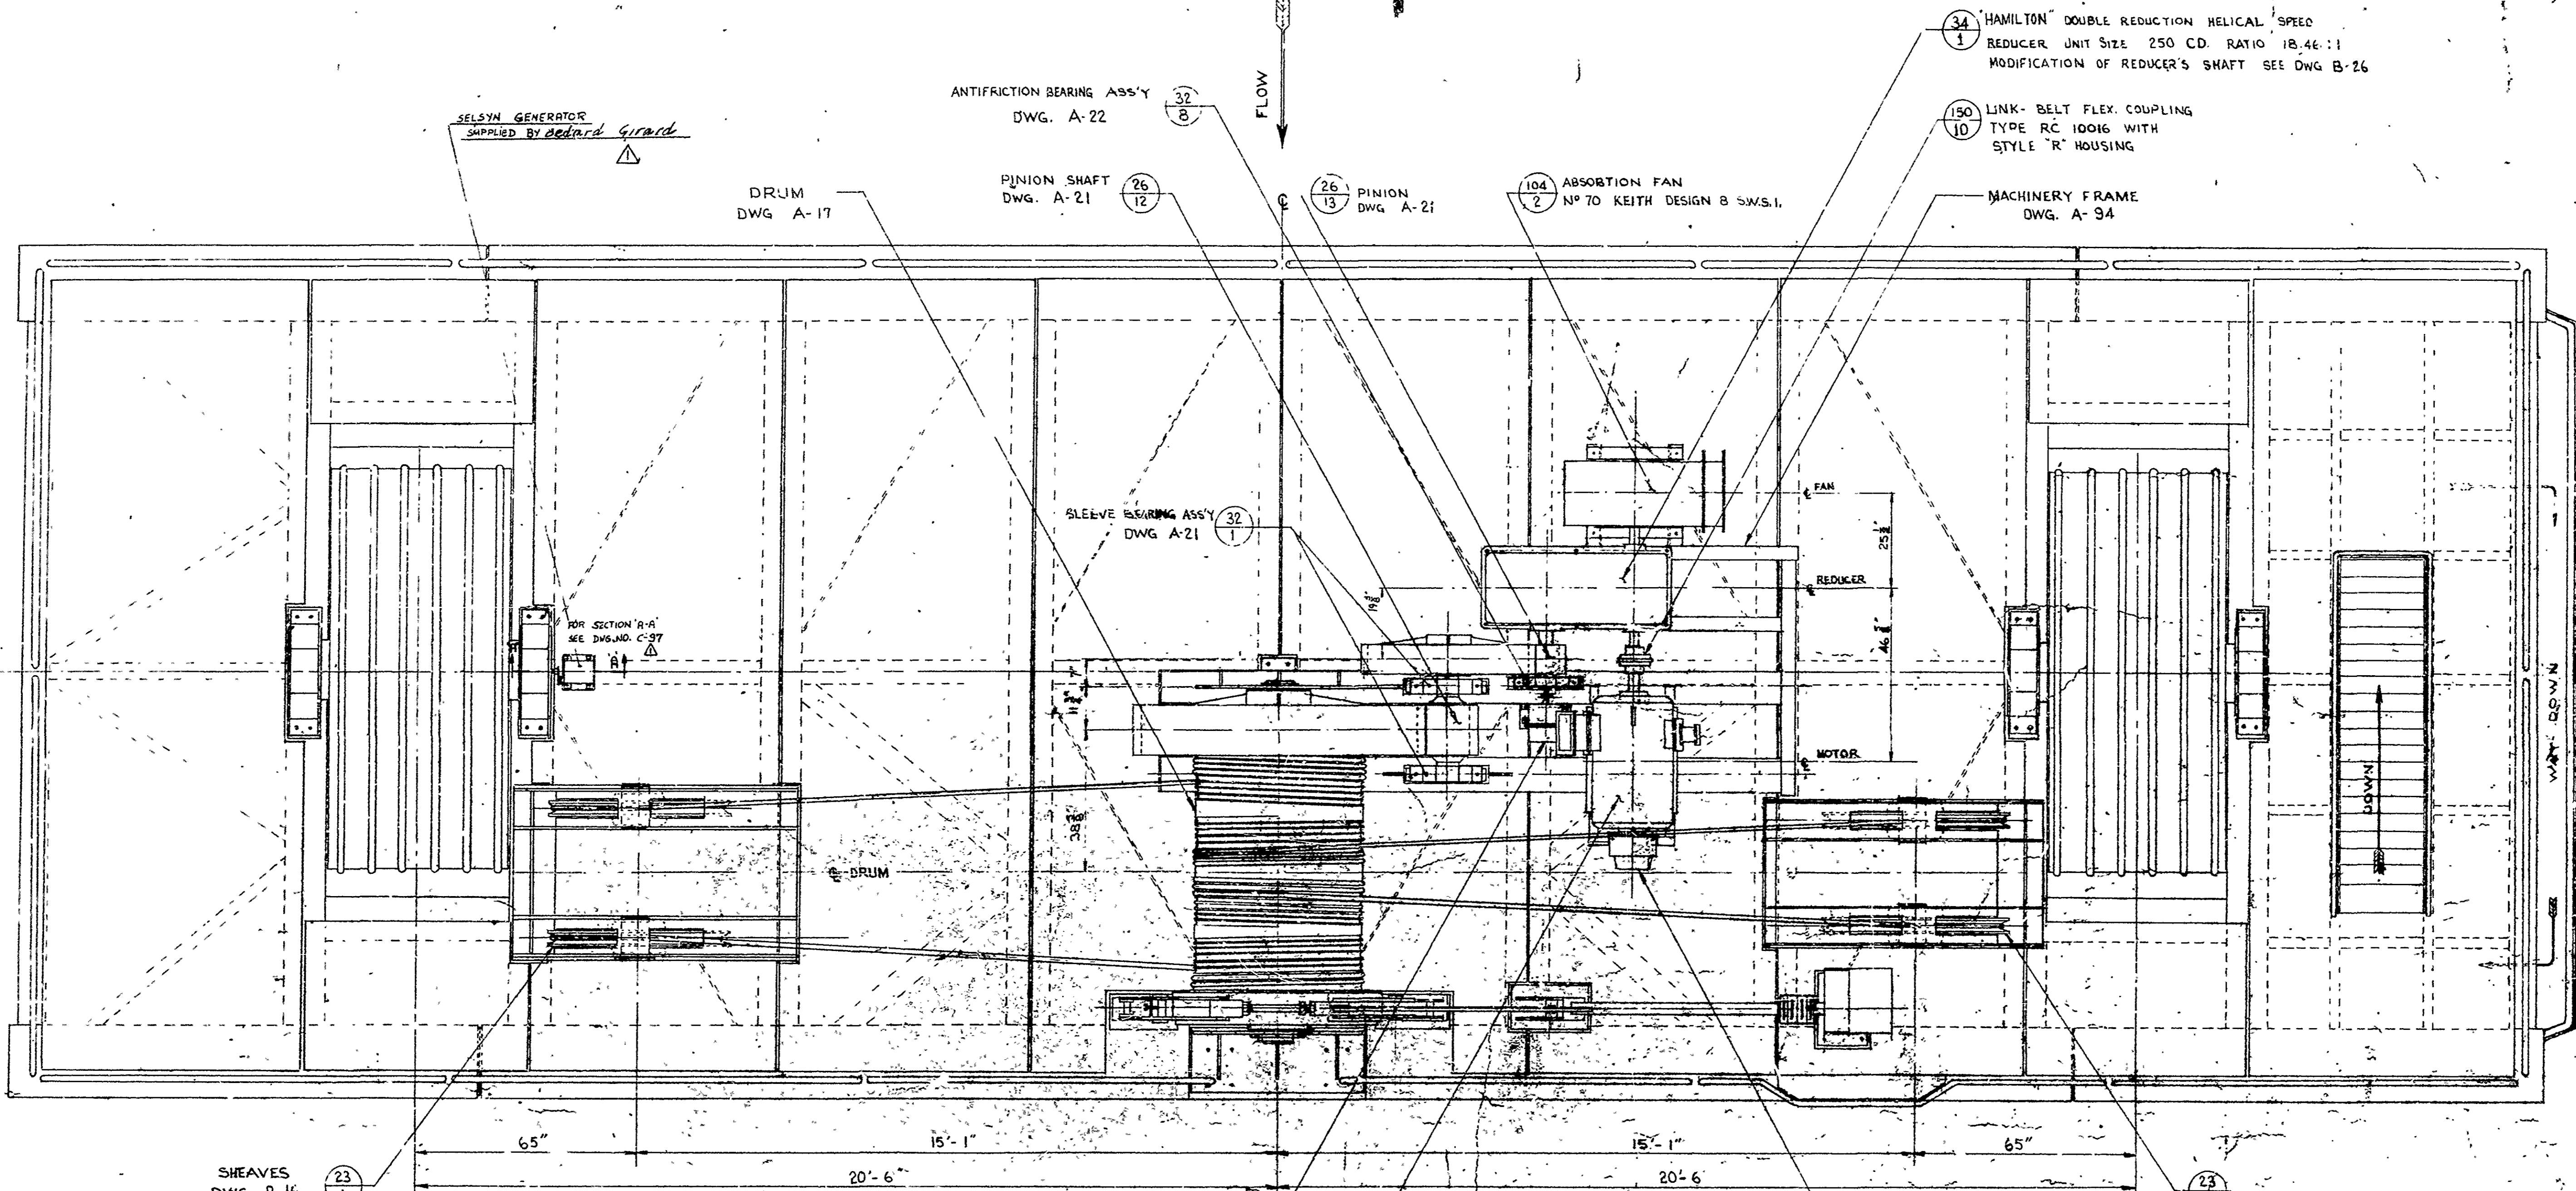 34
1
"HAMILTON" DOUBLE REDUCTION HELICAL SPEED
REDUCER UNIT SIZE 250 CD. RATIO 18.46:1
MODIFICATION OF REDUCER'S SHAFT SEE DWG B-26
FLOW
ANTIFRICTION BEARING ASS'Y
DWG. A-22
32
8
SELSYN GENERATOR
SUPPLIED BY Bedard Girard
1
150
10
LINK-BELT FLEX. COUPLING
TYPE RC 10016 WITH
STYLE "R" HOUSING
DRUM
DWG A-17
PINION SHAFT
DWG. A-21
26
12
26
13
PINION
DWG A-21
104
2
ABSORTION FAN
Nº 70 KEITH DESIGN 8 S.W.S.I.
MACHINERY FRAME
DWG. A-94
SLEEVE BEARING ASS'Y
DWG A-21
32
1
℄ FAN
℄ REDUCER
℄ MOTOR
FOR SECTION 'A-A'
SEE DWG.NO. C-97
1
'A'
7"
℄ DRUM
DOWN
DOWN
65"
15'-1"
15'-1"
65"
20'-6"
20'-6
SHEAVES
23
23